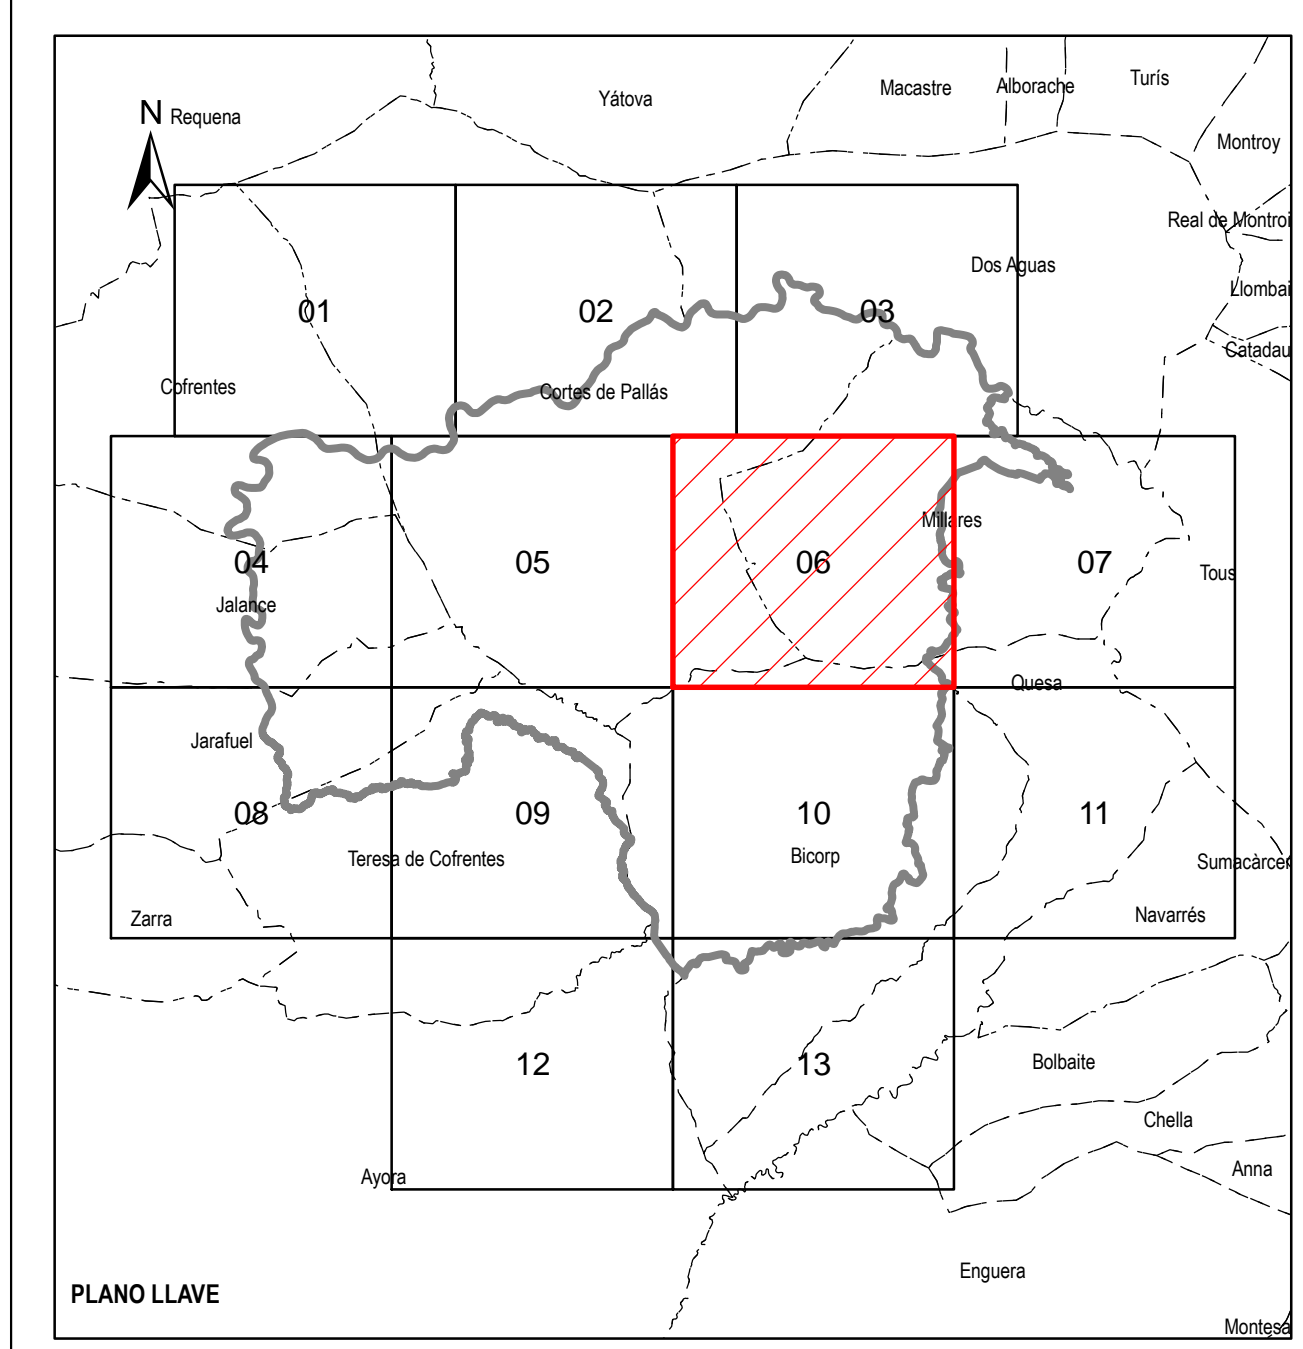 Yátova
Macastre
Alborache
Turís
N
Requena
Montroy
Real de Montroi
Dos Aguas
Llombai
01
02
03
Catadau
Cofrentes
Cortes de Pallás
Millares
04
05
06
07
Tous
Jalance
Quesa
Jarafuel
08
09
10
11
Teresa de Cofrentes
Bicorp
Sumacàrcer
Zarra
Navarrés
12
13
Bolbaite
Chella
Anna
Ayora
Enguera
PLANO LLAVE
Montesa